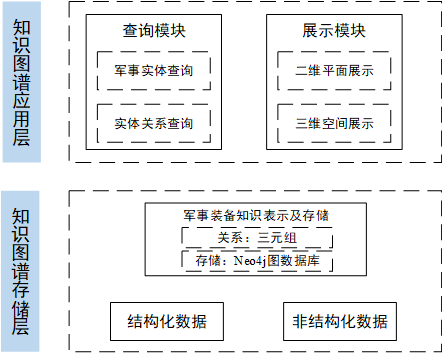 知识图谱应用层
查询模块
军事实体查询
实体关系查询
展示模块
二维平面展示
三维空间展示
知识图谱存储层
军事装备知识表示及存储
关系：三元组
存储：Neo4j图数据库
结构化数据
非结构化数据